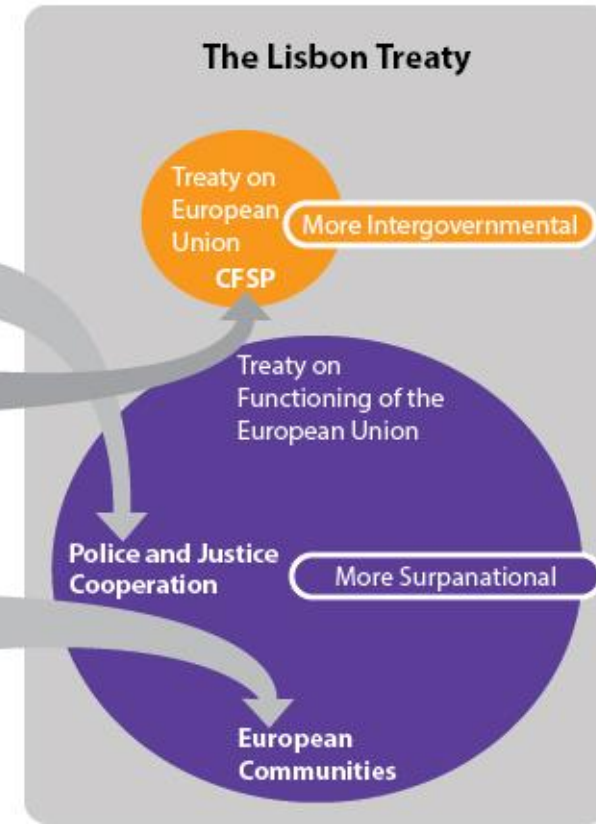 The Lisbon Treaty
Treaty on
European
Union
CFSP
More Intergovernmental
Treaty on
Functioning of the
European Union
Police and Justice
Cooperation
More Surpanational
European
Communities